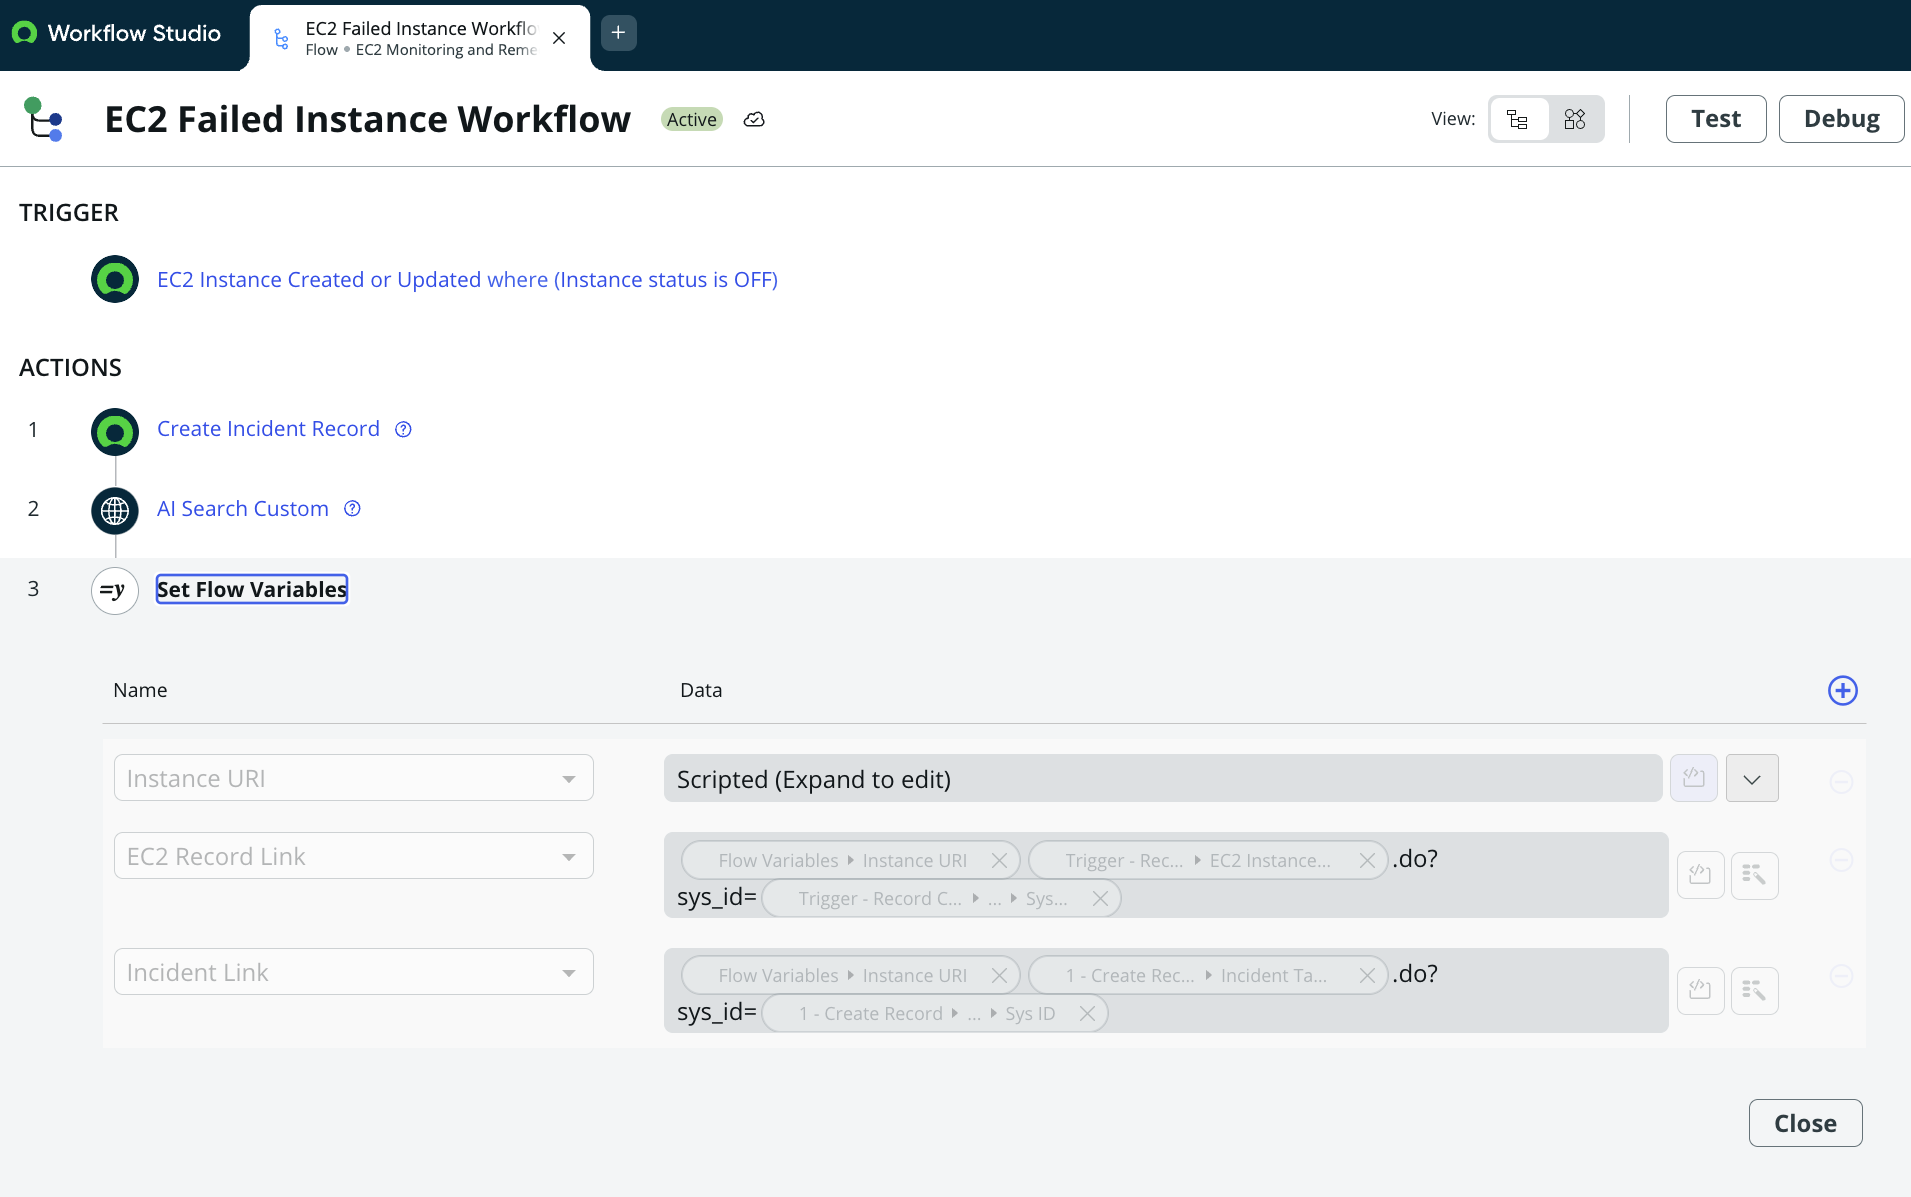 Workflow Studio
EC2 Failed Instance Workflo
Flow • EC2 Monitoring and Reme
EC2 Failed Instance Workflow
Active
View:
Test
Debug
TRIGGER
EC2 Instance Created or Updated where (Instance status is OFF)
ACTIONS
1
Create Incident Record
2
AI Search Custom
3
=y
Set Flow Variables
Name
Data
Instance URI
Scripted (Expand to edit)
EC2 Record Link
Flow Variables ▸ Instance URI Trigger - Rec... ▸ EC2 Instance... .do?
sys_id= Trigger - Record C... ▸ ... ▸ Sys...
Incident Link
Flow Variables ▸ Instance URI 1 - Create Rec... ▸ Incident Ta... .do?
sys_id= 1 - Create Record ▸ ... ▸ Sys ID
Close